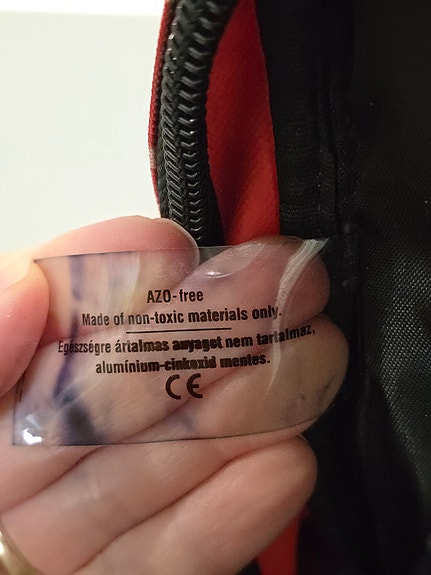 AZO-free
Made of non-toxic materials only.
Egészségre ártalmas anyagot nem tartalmaz,
alumínium-cinkoxid mentes.
CE